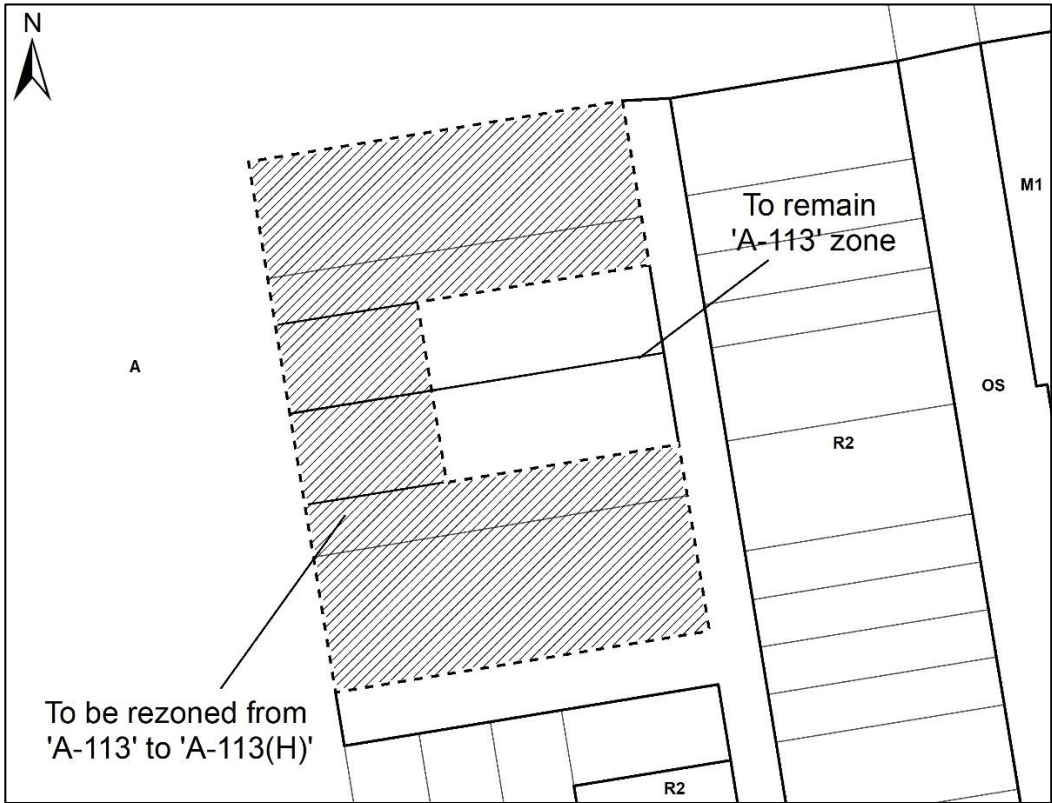 N
M1
To remain
'A-113' zone
A
OS
R2
To be rezoned from
'A-113' to 'A-113(H)'
R2